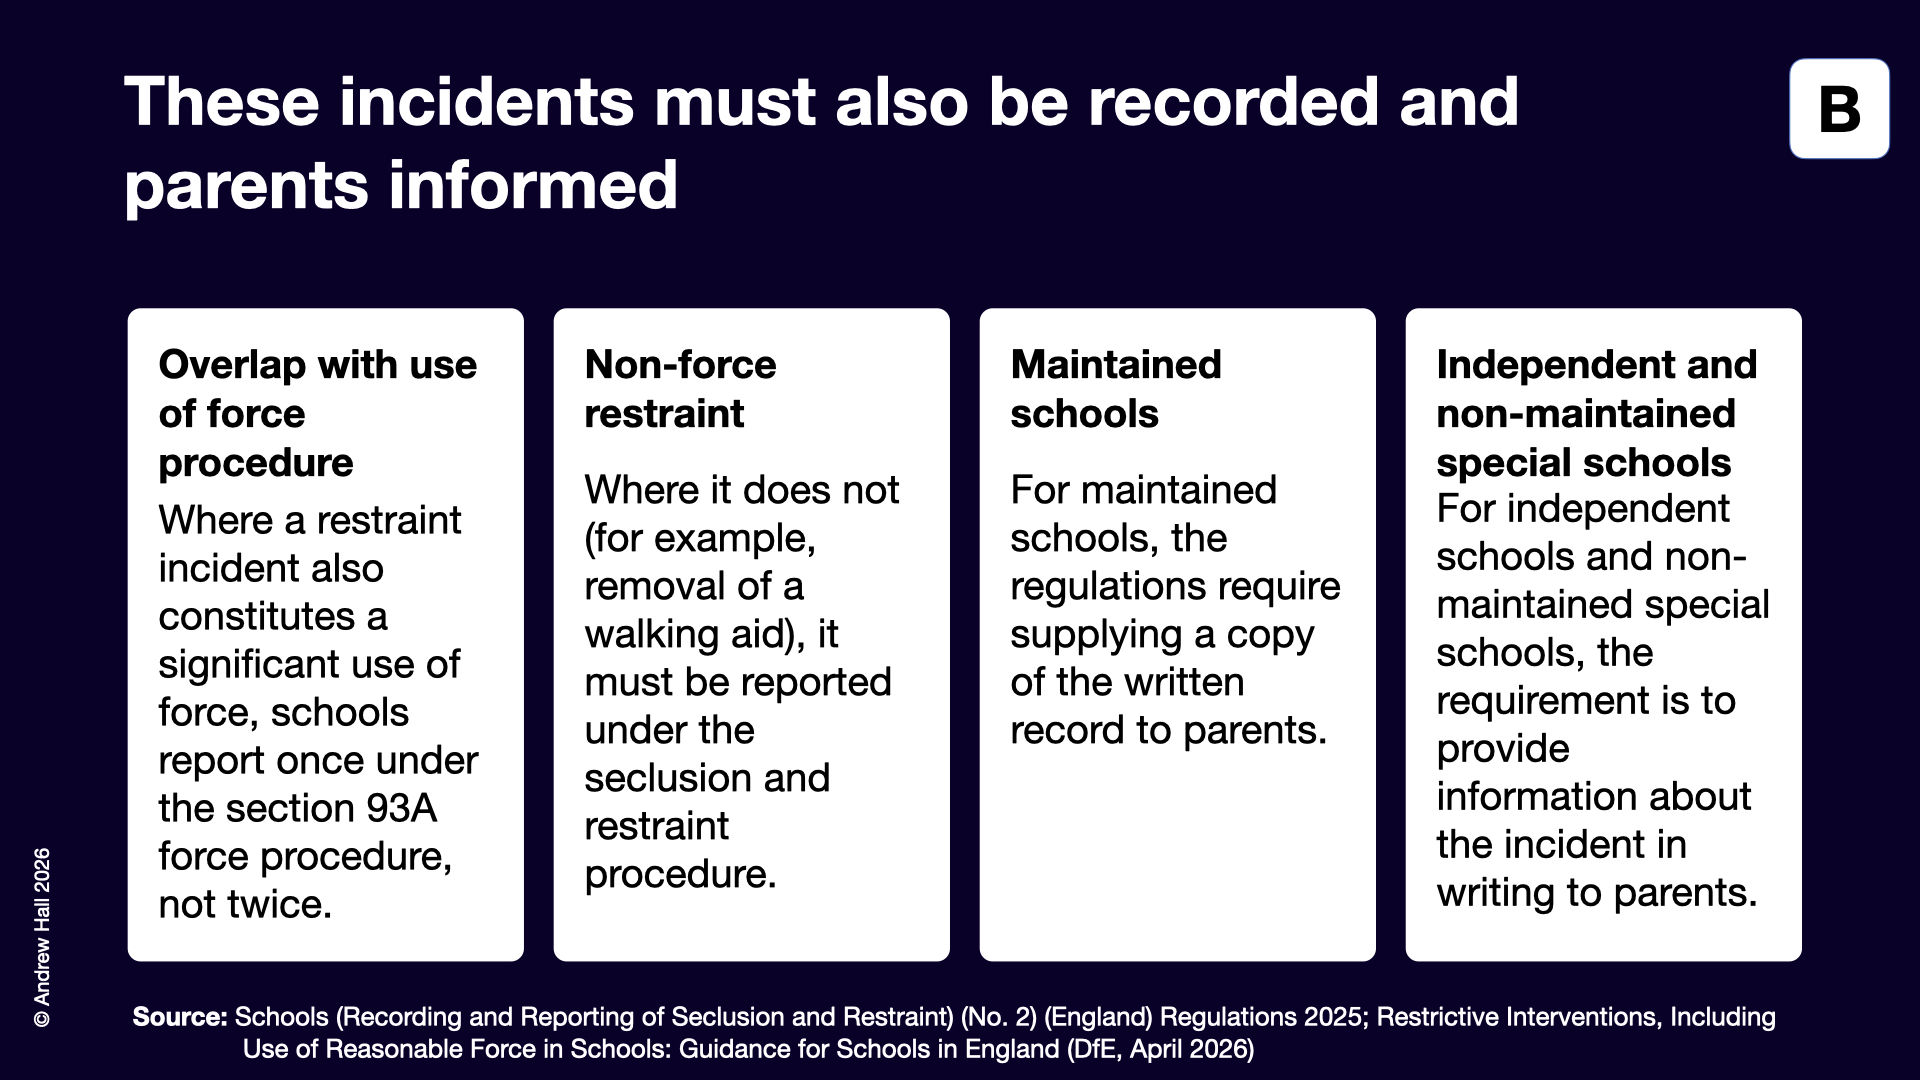 These incidents must also be recorded and
parents informed
B
Overlap with use
of force
procedure
Where a restraint
incident also
constitutes a
significant use of
force, schools
report once under
the section 93A
force procedure,
not twice.
Non-force
restraint
Where it does not
(for example,
removal of a
walking aid), it
must be reported
under the
seclusion and
restraint
procedure.
Maintained
schools
For maintained
schools, the
regulations require
supplying a copy
of the written
record to parents.
Independent and
non-maintained
special schools
For independent
schools and non-
maintained special
schools, the
requirement is to
provide
information about
the incident in
writing to parents.
© Andrew Hall 2026
Source: Schools (Recording and Reporting of Seclusion and Restraint) (No. 2) (England) Regulations 2025; Restrictive Interventions, Including
Use of Reasonable Force in Schools: Guidance for Schools in England (DfE, April 2026)